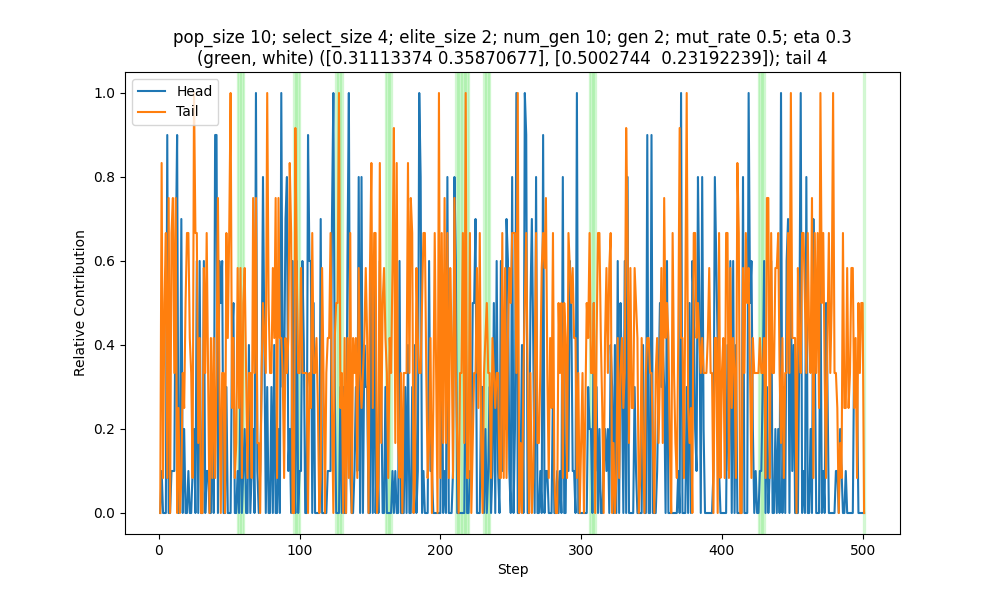 pop_size 10; select_size 4; elite_size 2; num_gen 10; gen 2; mut_rate 0.5; eta 0.3
(green, white) ([0.31113374 0.35870677], [0.5002744  0.23192239]); tail 4
Head
Tail
1.0
0.8
0.6
0.4
0.2
0.0
Relative Contribution
0
100
200
300
400
500
Step